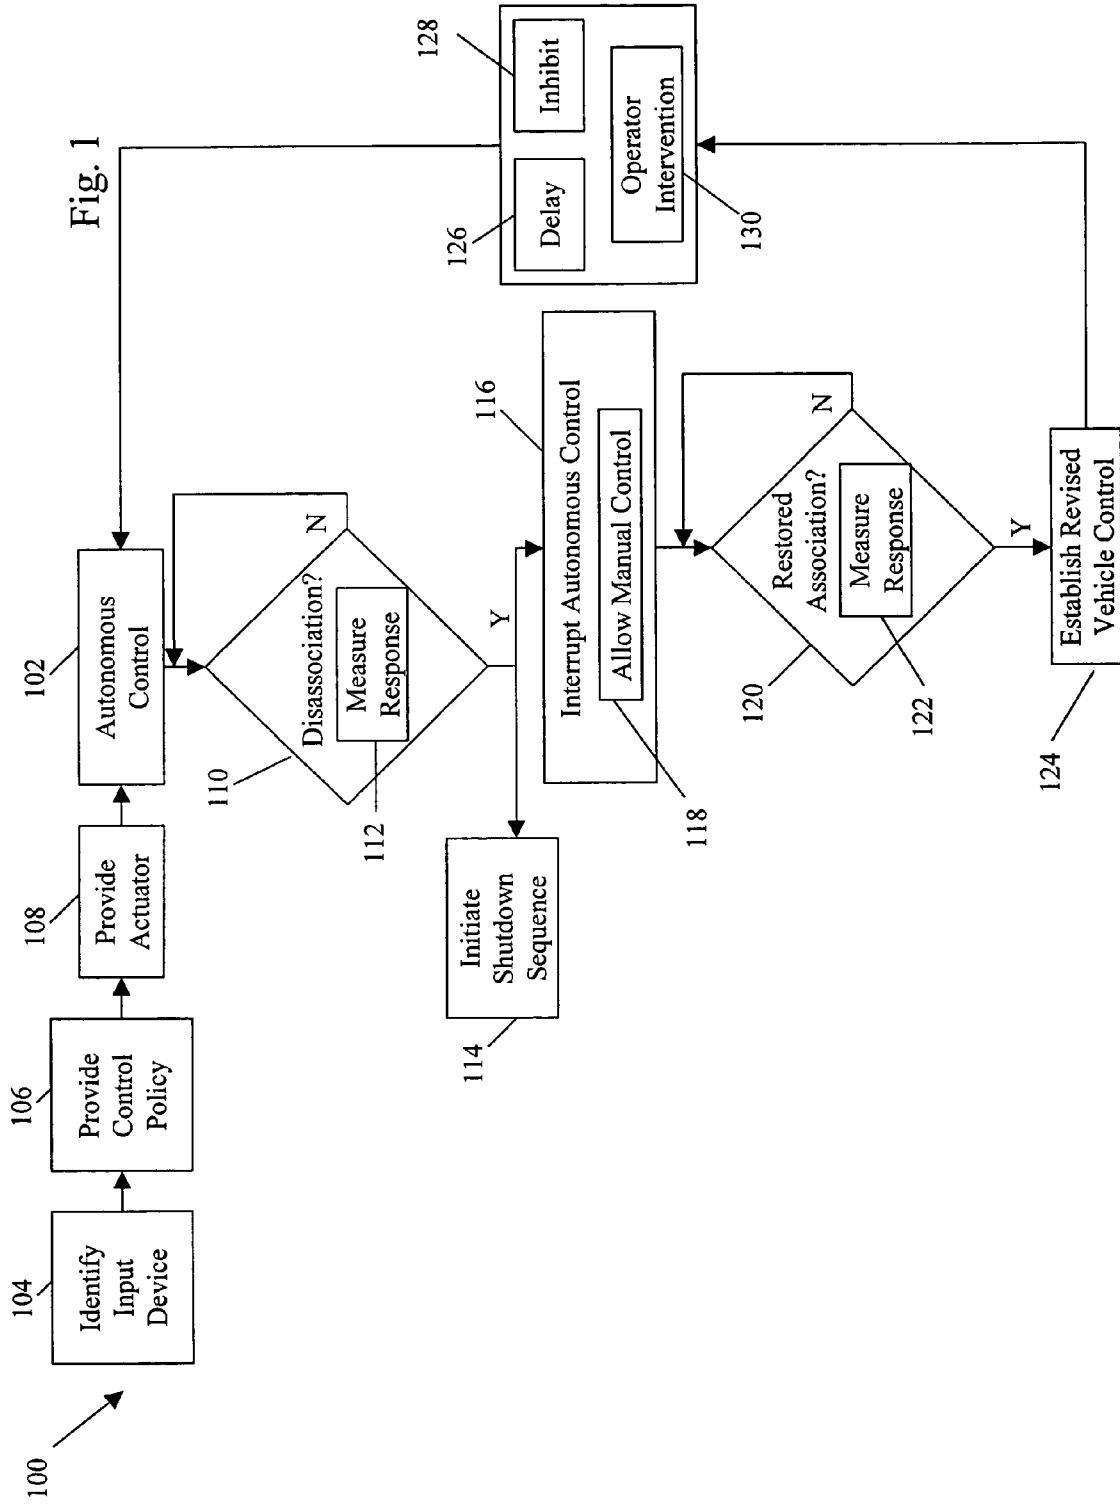 Fig. 1
100
104
Identify
Input
Device
106
Provide
Control
Policy
108
Provide
Actuator
102
Autonomous
Control
110
Disassociation?
112
Measure
Response
N
Y
114
Initiate
Shutdown
Sequence
116
Interrupt Autonomous Control
118
Allow Manual Control
120
Restored
Association?
122
Measure
Response
N
Y
124
Establish Revised
Vehicle Control
126
Delay
128
Inhibit
Operator
Intervention
130